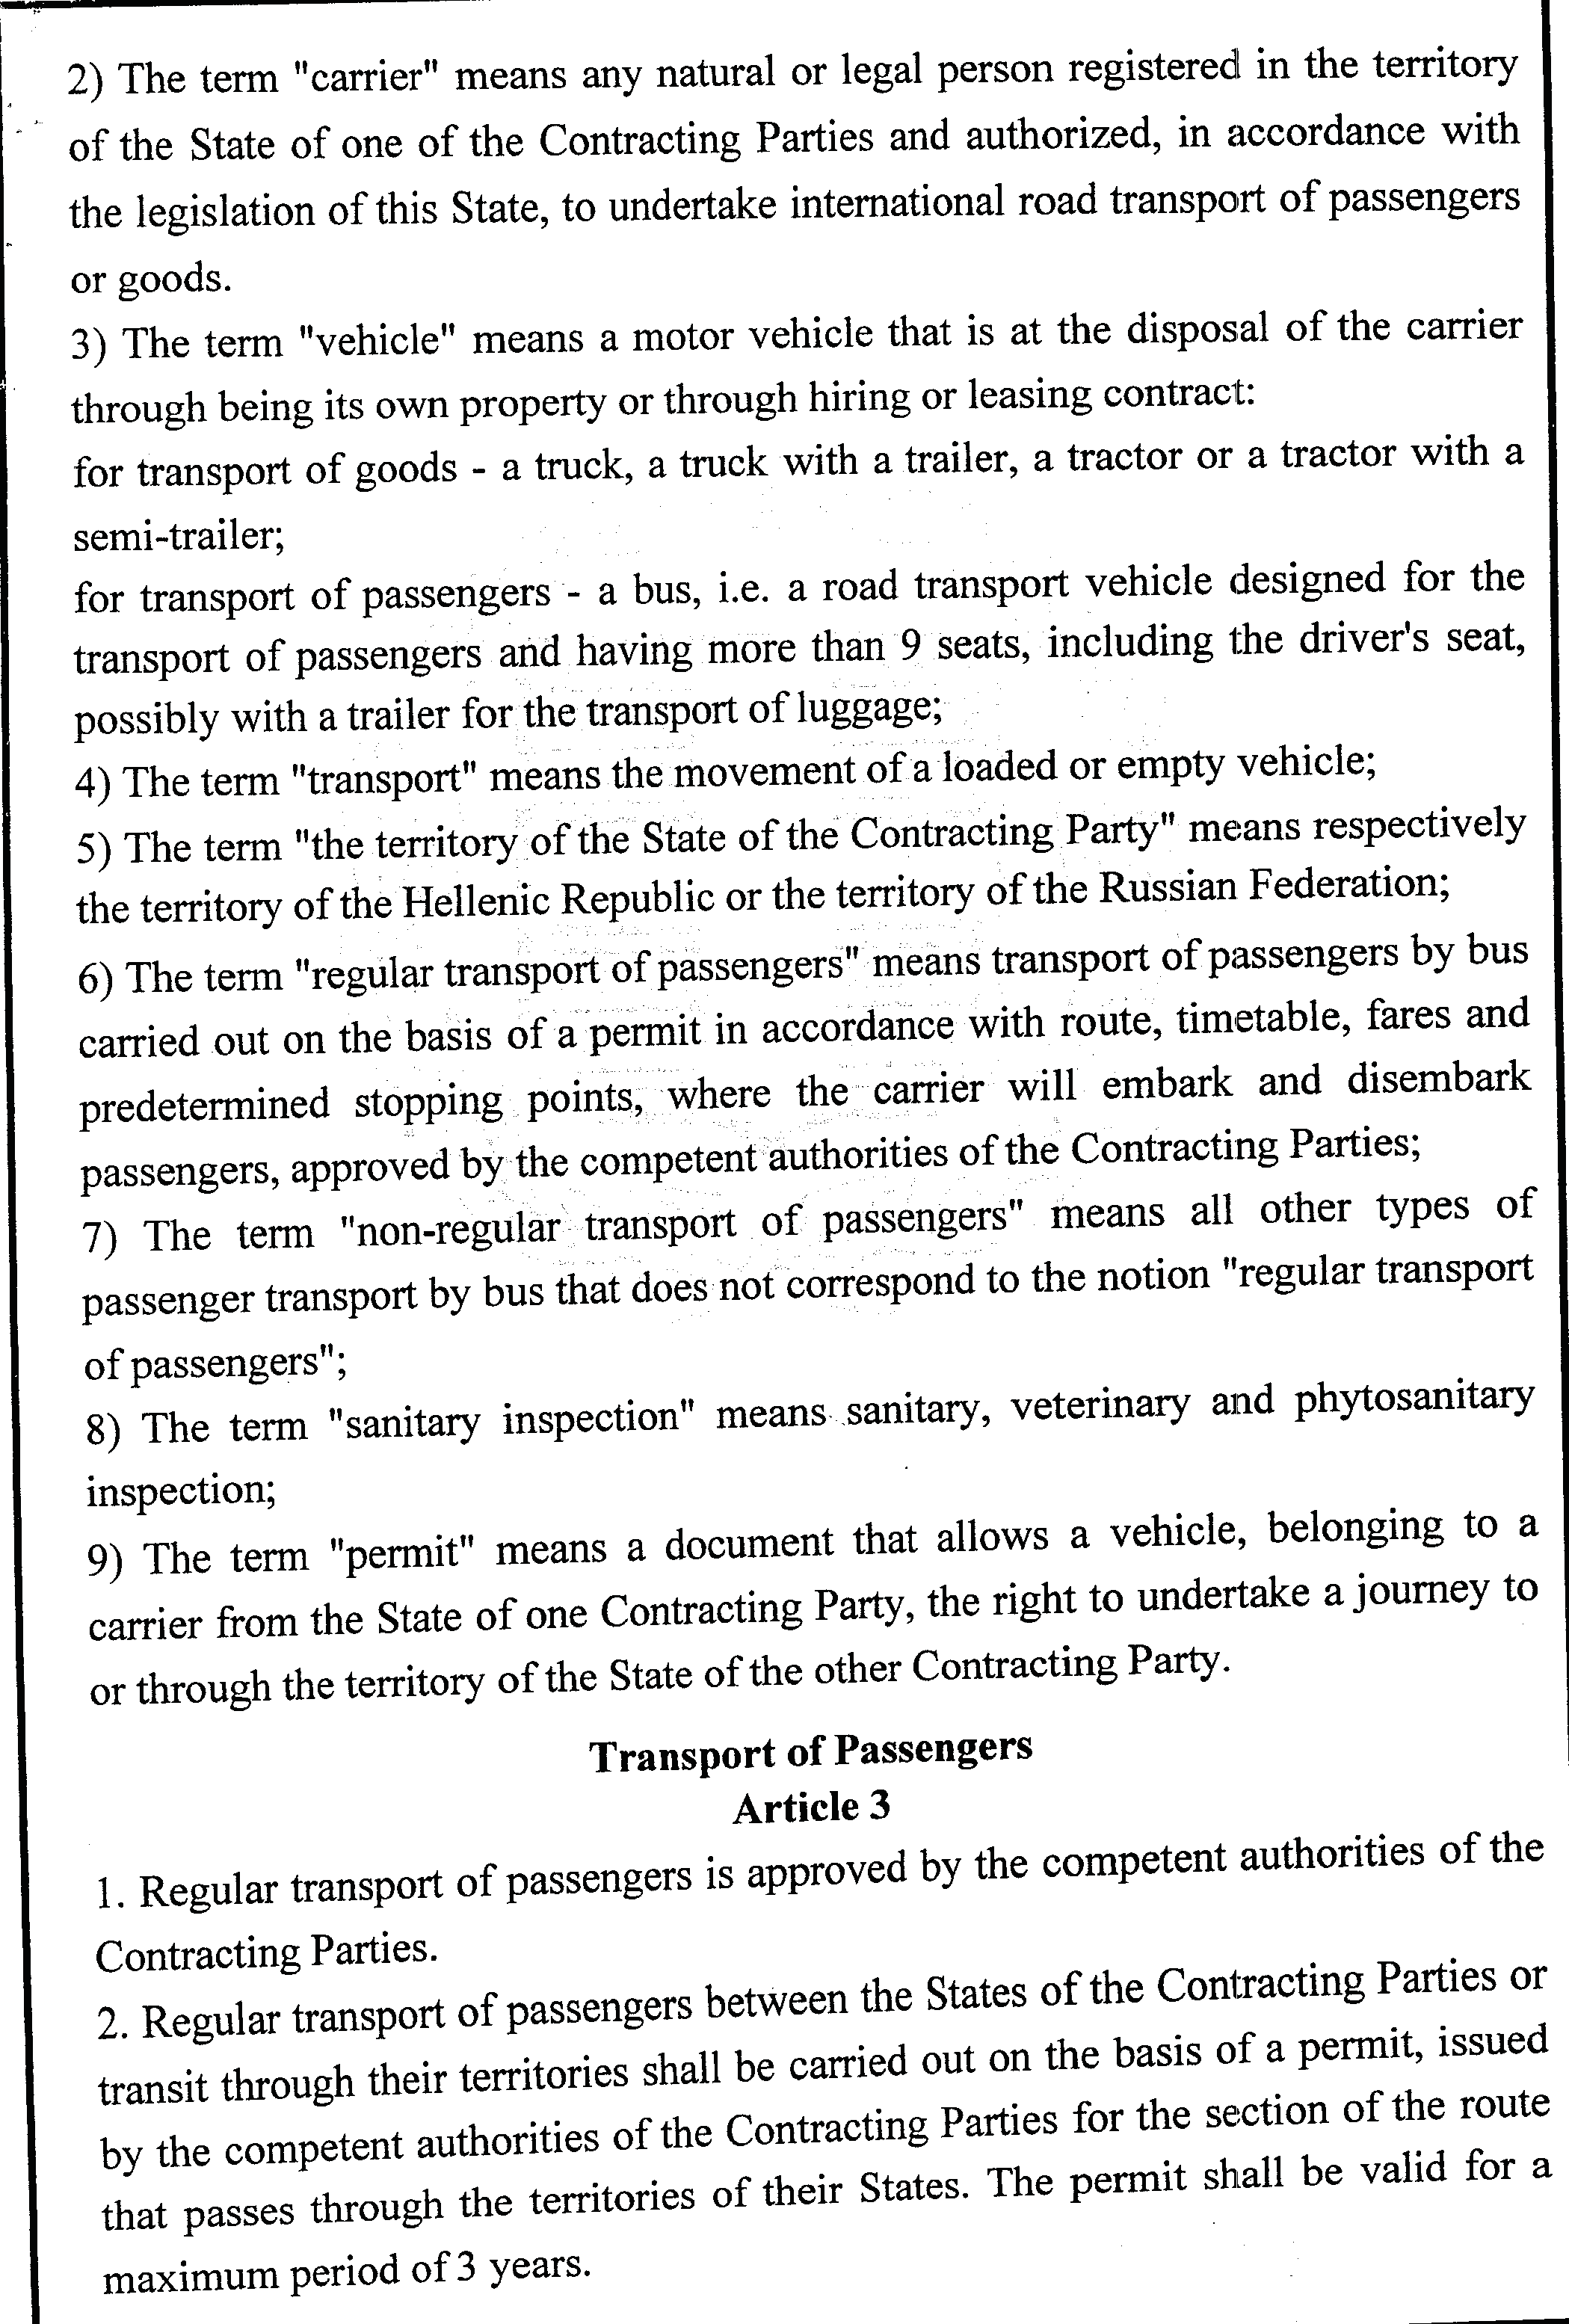 2) The term "carrier" means any natural or legal person registered in the territory
of the State of one of the Contracting Parties and authorized, in accordance with
the legislation of this State, to undertake international road transport of passengers
or goods.
3) The term "vehicle" means a motor vehicle that is at the disposal of the carrier
through being its own property or through hiring or leasing contract:
for transport of goods - a truck, a truck with a trailer, a tractor or a tractor with a
semi-trailer;
for transport of passengers - a bus, i.e. a road transport vehicle designed for the
transport of passengers and having more than 9 seats, including the driver's seat,
possibly with a trailer for the transport of luggage;
4) The term "transport" means the movement of a loaded or empty vehicle;
5) The term "the territory of the State of the Contracting Party" means respectively
the territory of the Hellenic Republic or the territory of the Russian Federation;
6) The term "regular transport of passengers" means transport of passengers by bus
carried out on the basis of a permit in accordance with route, timetable, fares and
predetermined stopping points, where the carrier will embark and disembark
passengers, approved by the competent authorities of the Contracting Parties;
7) The term "non-regular transport of passengers" means all other types of
passenger transport by bus that does not correspond to the notion "regular transport
of passengers";
8) The term "sanitary inspection" means sanitary, veterinary and phytosanitary
inspection;
9) The term "permit" means a document that allows a vehicle, belonging to a
carrier from the State of one Contracting Party, the right to undertake a journey to
or through the territory of the State of the other Contracting Party.
Transport of Passengers
Article 3
1. Regular transport of passengers is approved by the competent authorities of the
Contracting Parties.
2. Regular transport of passengers between the States of the Contracting Parties or
transit through their territories shall be carried out on the basis of a permit, issued
by the competent authorities of the Contracting Parties for the section of the route
that passes through the territories of their States. The permit shall be valid for a
maximum period of 3 years.